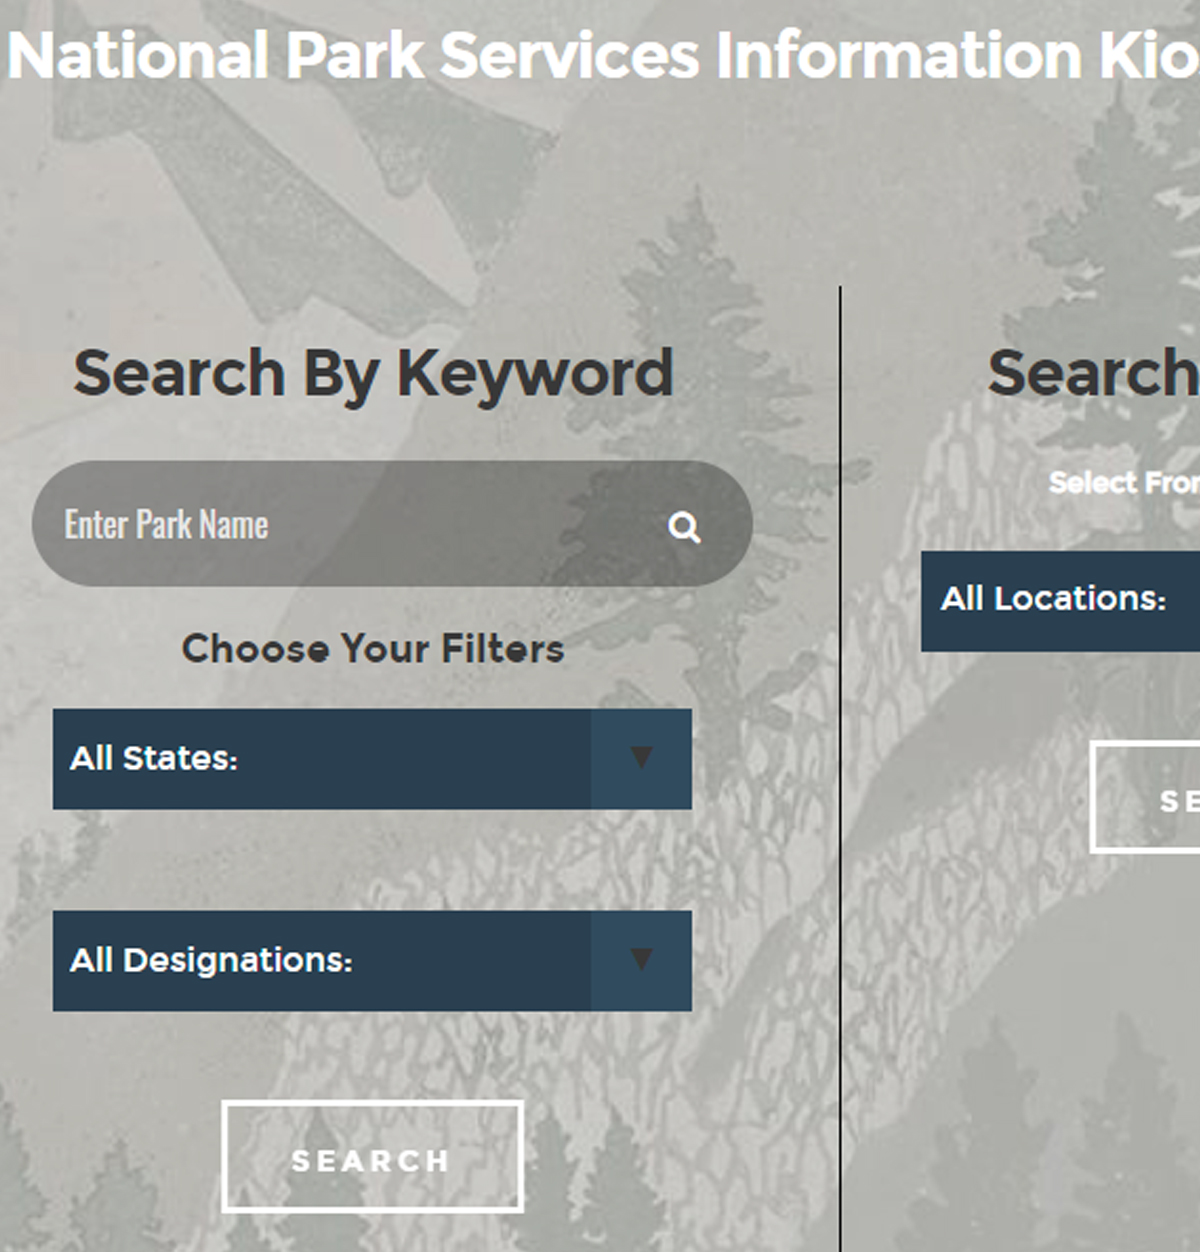 National Park Services Information Kio
Search By Keyword
Enter Park Name
Choose Your Filters
All States:
All Designations:
SEARCH
Search
Select From
All Locations:
SE